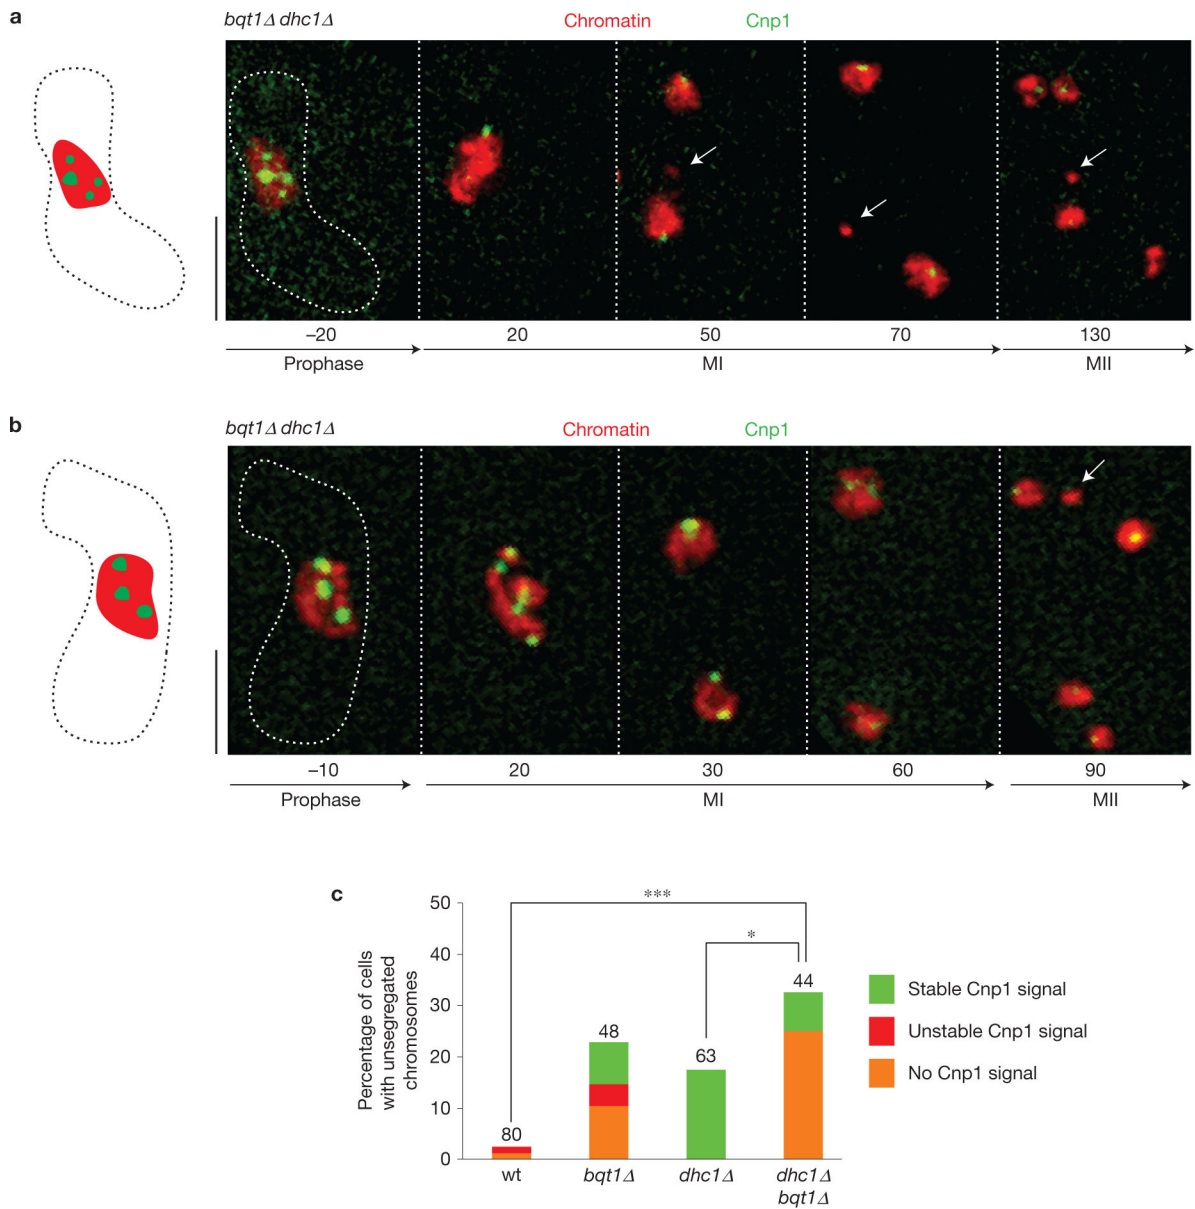 a
bqt1Δ dhc1Δ Chromatin Cnp1
–20 20 50 70 130
Prophase MI MII
b
bqt1Δ dhc1Δ Chromatin Cnp1
–10 20 30 60 90
Prophase MI MII
c
Percentage of cells
with unsegregated
chromosomes
50
40
30
20
10
0
***
*
80
48
63
44
wt
bqt1Δ
dhc1Δ
dhc1Δ
bqt1Δ
Stable Cnp1 signal
Unstable Cnp1 signal
No Cnp1 signal